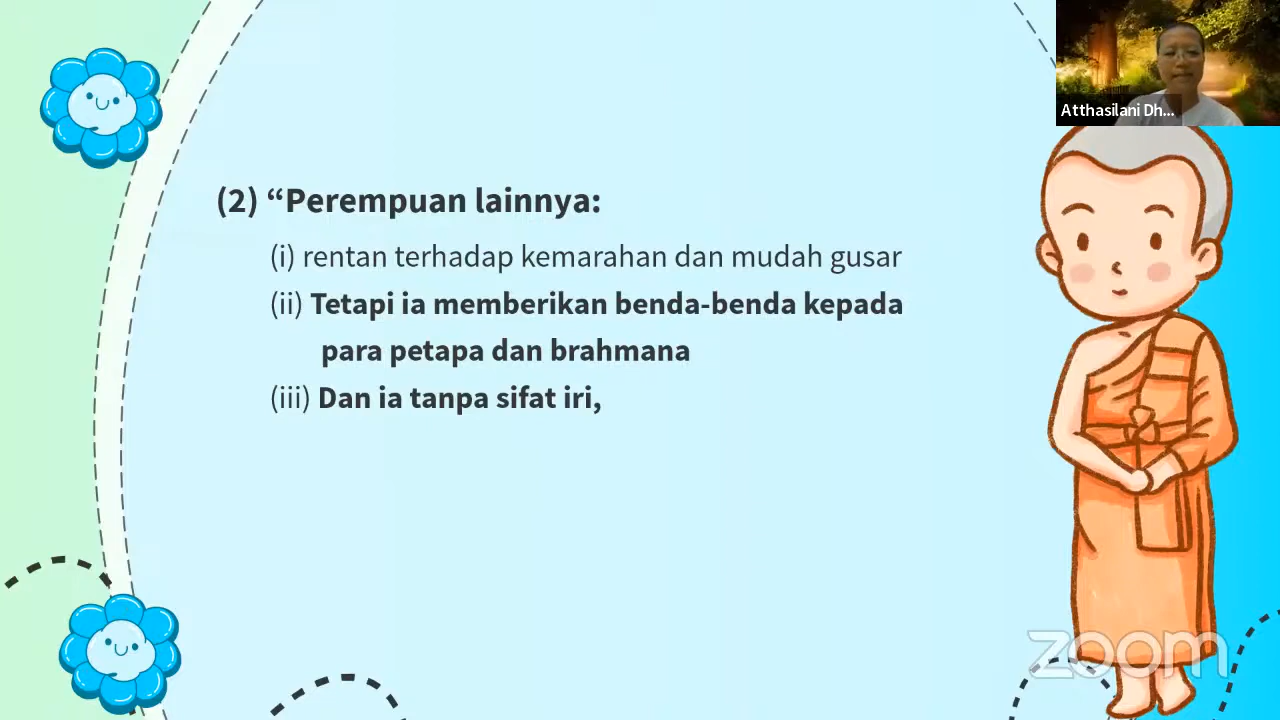 Atthasilani Dh...
(2) “Perempuan lainnya:
(i) rentan terhadap kemarahan dan mudah gusar
(ii) Tetapi ia memberikan benda-benda kepada
para petapa dan brahmana
(iii) Dan ia tanpa sifat iri,
zoom